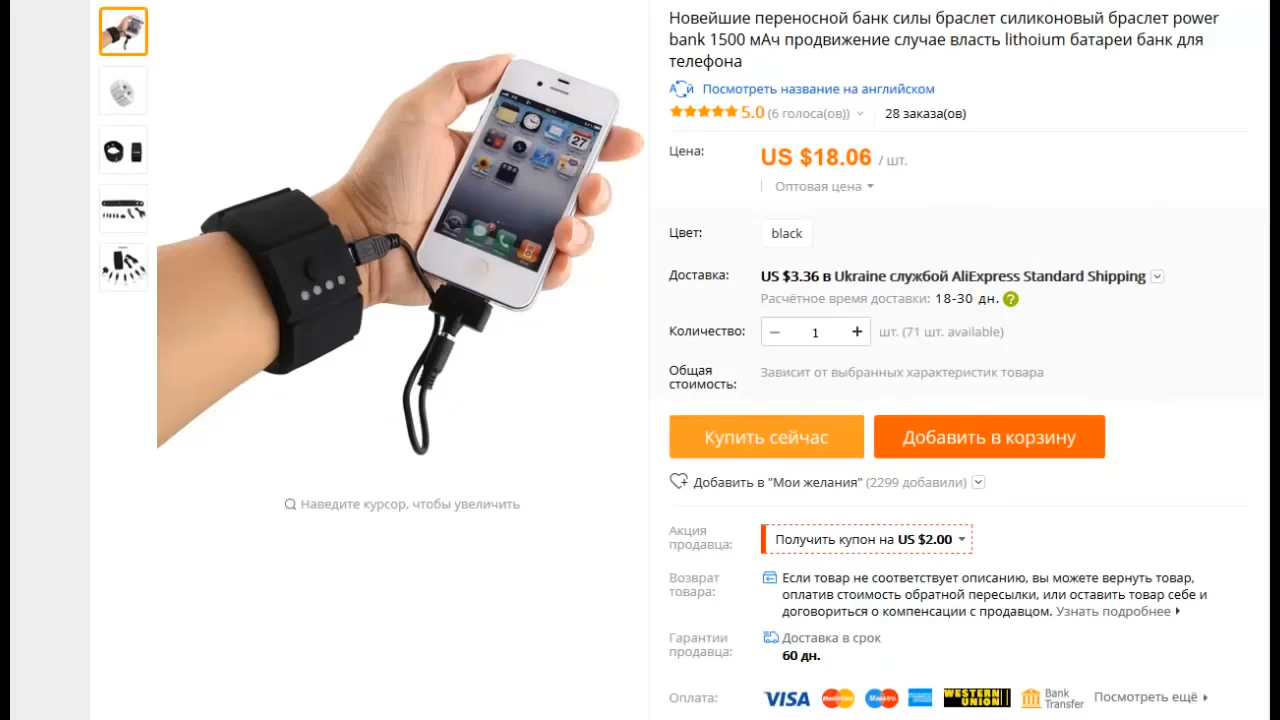 Новейшие переносной банк силы браслет силиконовый браслет power
bank 1500 мАч продвижение случае власть lithoium батареи банк для
телефона
Посмотреть название на английском
5.0 (6 голоса(ов)) 28 заказа(ов)
Цена: US $18.06 / шт.
Оптовая цена
Цвет: black
Доставка: US $3.36 в Ukraine службой AliExpress Standard Shipping
Расчётное время доставки: 18-30 дн. ?
Количество: − 1 + шт. (71 шт. available)
Общая
стоимость: Зависит от выбранных характеристик товара
Купить сейчас Добавить в корзину
Добавить в "Мои желания" (2299 добавили)
Наведите курсор, чтобы увеличить
Акция
продавца: Получить купон на US $2.00
Возврат
товара: Если товар не соответствует описанию, вы можете вернуть товар,
оплатив стоимость обратной пересылки, или оставить товар себе и
договориться о компенсации с продавцом. Узнать подробнее
Гарантии
продавца: Доставка в срок
60 дн.
Оплата: VISA MasterCard Maestro WESTERN UNION Bank Transfer Посмотреть ещё